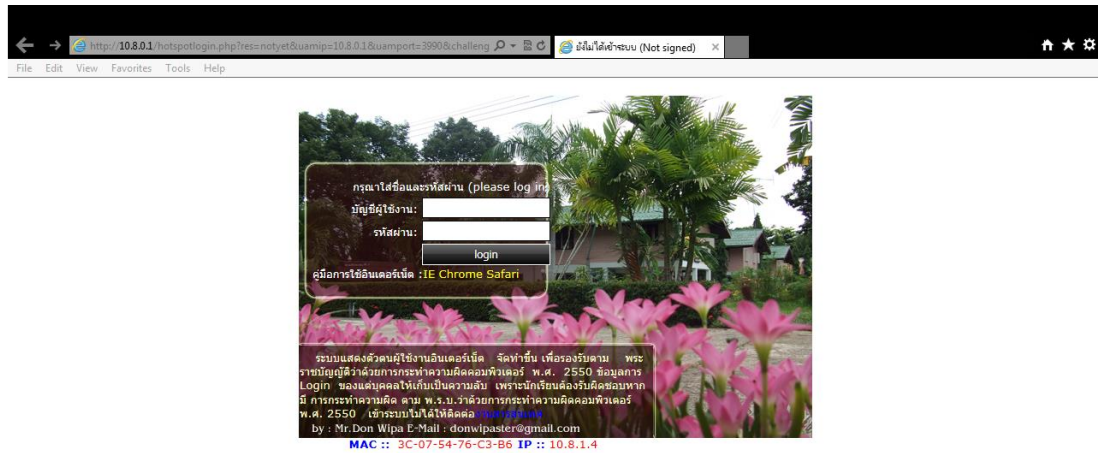 http://10.8.0.1/hotspotlogin.php?res=notyet&uamip=10.8.0.1&uamport=3990&challeng
ยังไม่ได้เข้าระบบ (Not signed)
File Edit View Favorites Tools Help
กรุณาใส่ชื่อและรหัสผ่าน (please log in)
บัญชีผู้ใช้งาน:
รหัสผ่าน:
login
คู่มือการใช้อินเตอร์เน็ต :IE Chrome Safari
ระบบแสดงตัวตนผู้ใช้งานอินเตอร์เน็ต จัดทำขึ้น เพื่อรองรับตาม พระ
ราชบัญญัติว่าด้วยการกระทำความผิดคอมพิวเตอร์ พ.ศ. 2550 ข้อมูลการ
Login ของแต่บุคคลให้เก็บเป็นความลับ เพราะนักเรียนต้องรับผิดชอบหาก
มี การกระทำความผิด ตาม พ.ร.บ.ว่าด้วยการกระทำความผิดคอมพิวเตอร์
พ.ศ. 2550 เข้าระบบไม่ได้ให้ติดต่อ
by : Mr.Don Wipa E-Mail : donwipaster@gmail.com
MAC :: 3C-07-54-76-C3-B6 IP :: 10.8.1.4